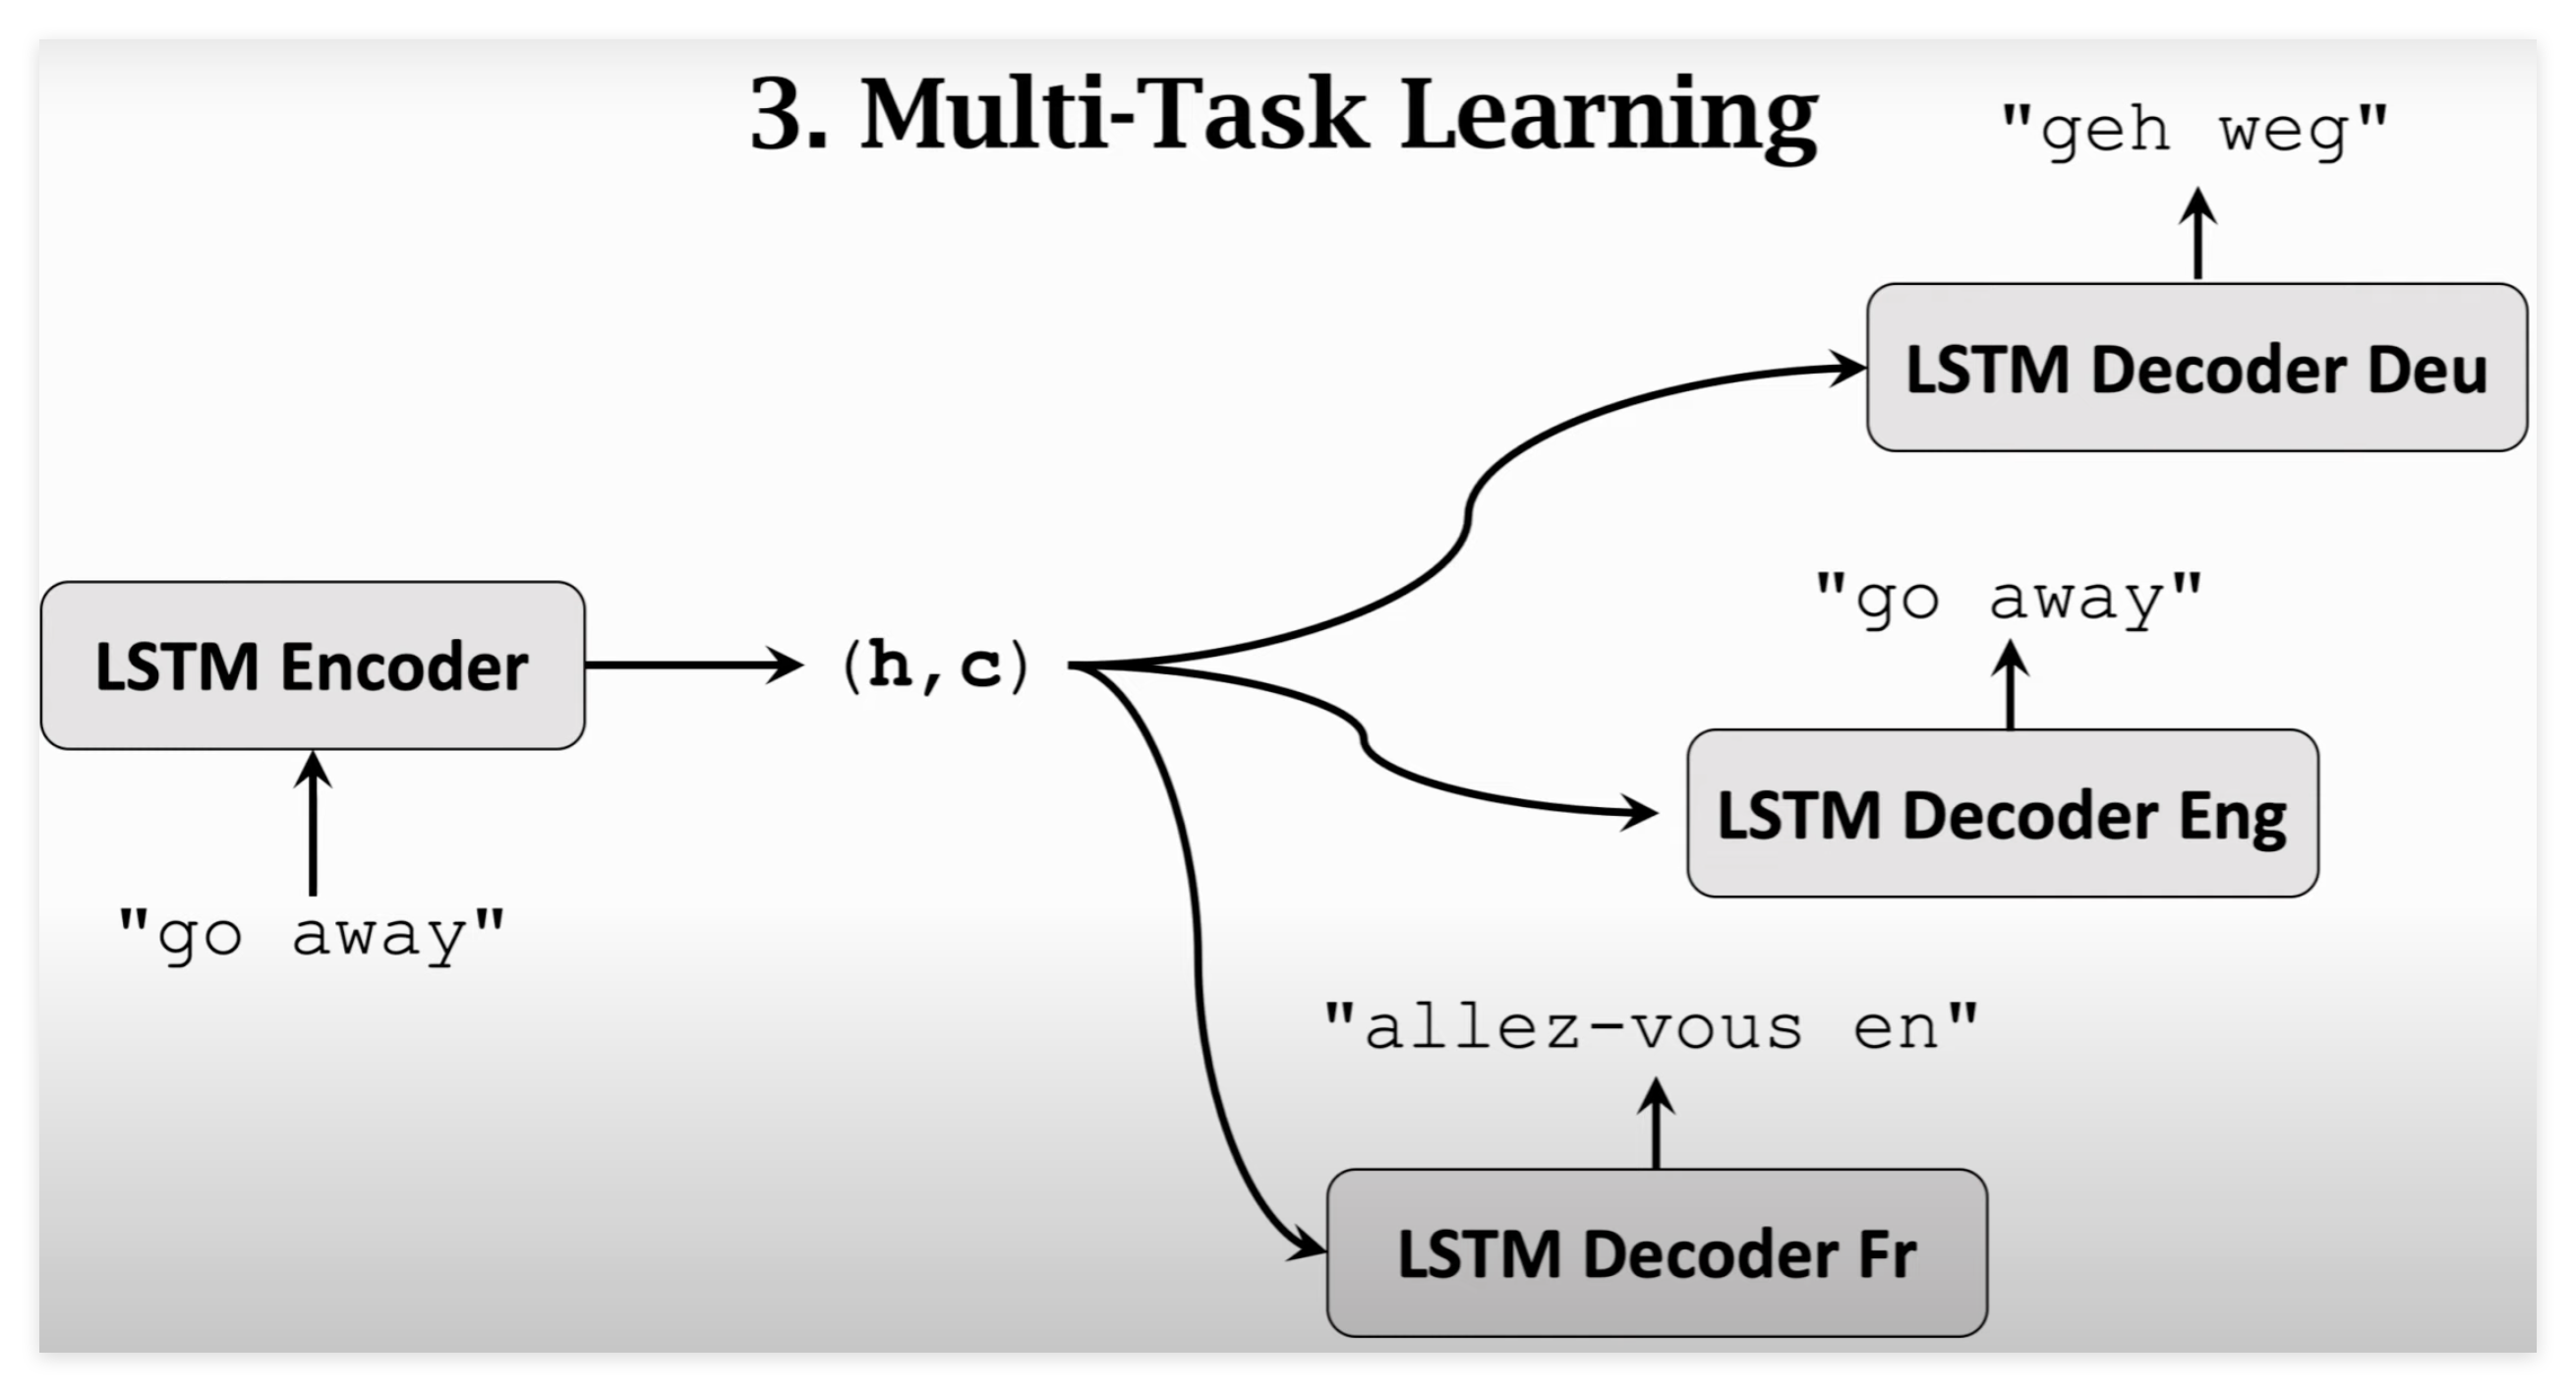 3. Multi-Task Learning
"geh weg"
LSTM Decoder Deu
"go away"
LSTM Encoder
(h,c)
LSTM Decoder Eng
"go away"
"allez-vous en"
LSTM Decoder Fr